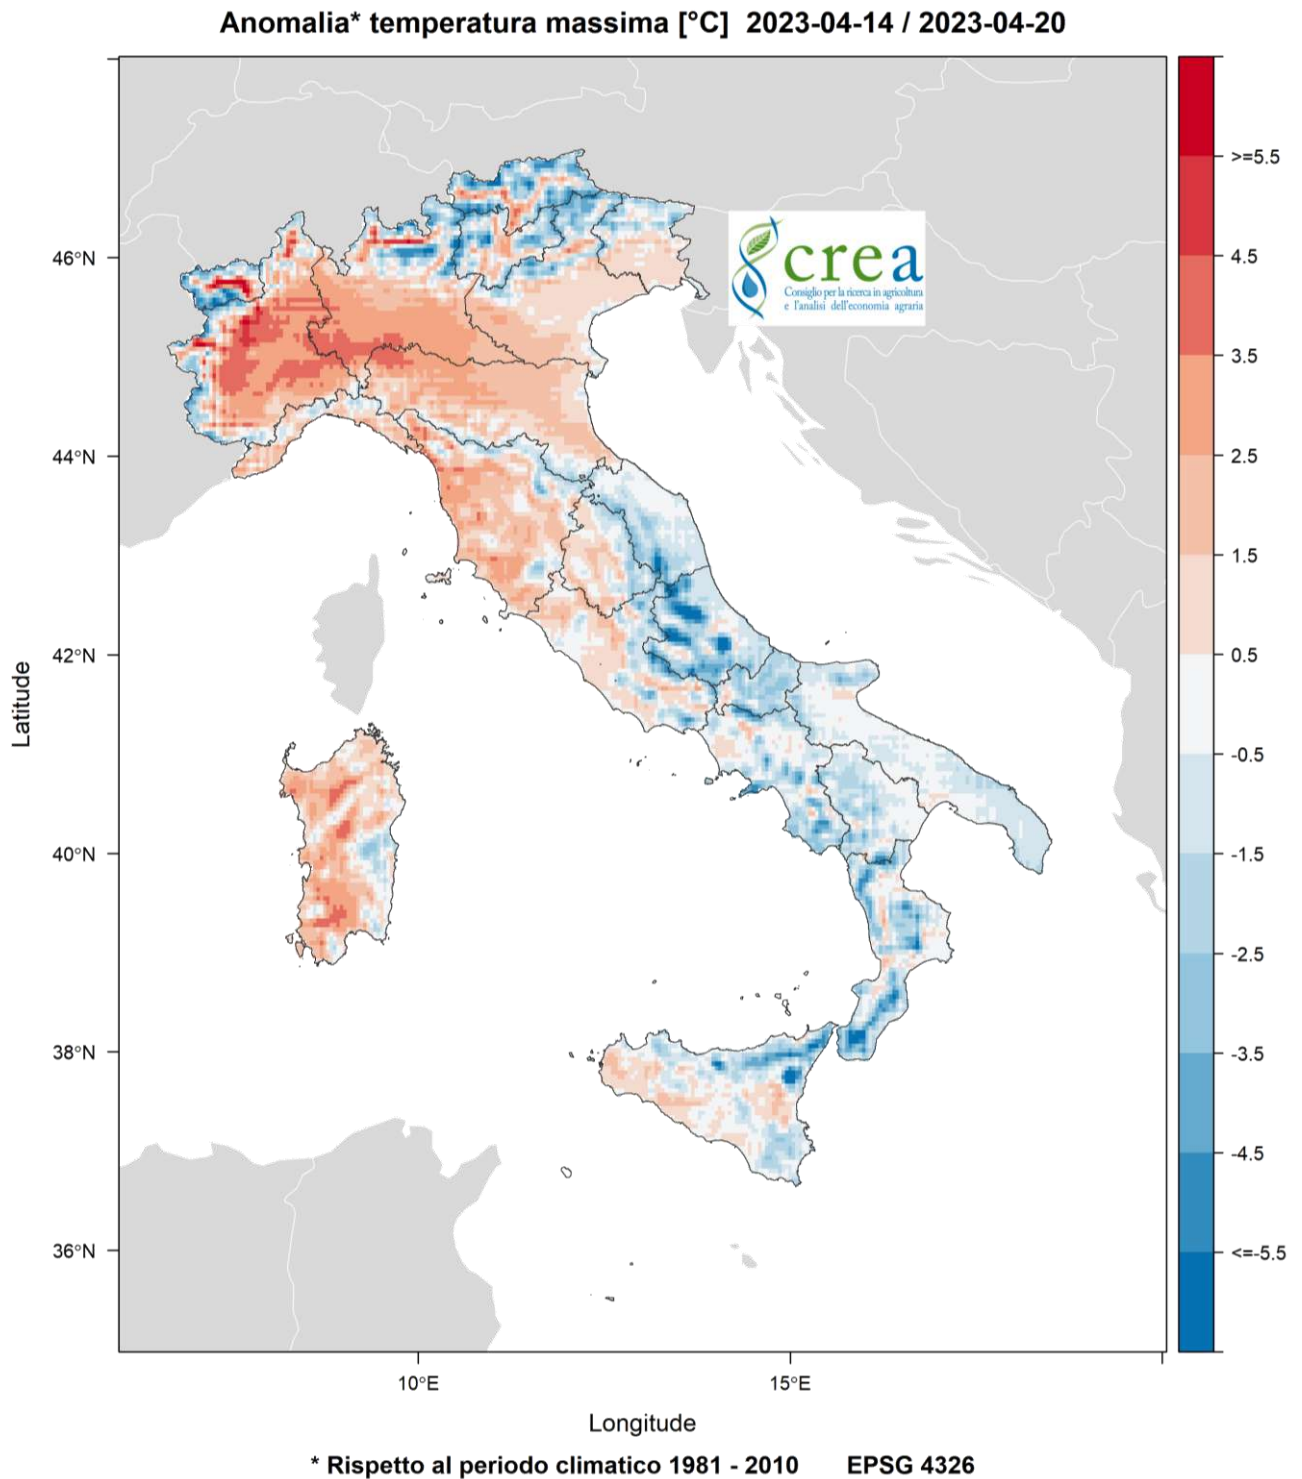 Anomalia* temperatura massima [°C]  2023-04-14 / 2023-04-20
>=5.5
4.5
3.5
2.5
1.5
0.5
-0.5
-1.5
-2.5
-3.5
-4.5
<=-5.5
crea
Consiglio per la ricerca in agricoltura
e l'analisi dell'economia agraria
46°N
44°N
42°N
40°N
38°N
36°N
Latitude
10°E
15°E
Longitude
* Rispetto al periodo climatico 1981 - 2010
EPSG 4326